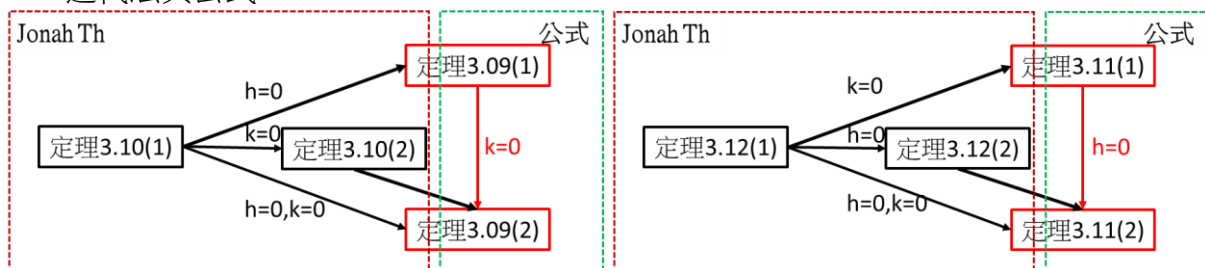 Jonah Th
公式
定理3.09(1)
h=0
定理3.10(1)
k=0
定理3.10(2)
k=0
h=0,k=0
定理3.09(2)
Jonah Th
公式
定理3.11(1)
k=0
定理3.12(1)
h=0
定理3.12(2)
h=0
h=0,k=0
定理3.11(2)